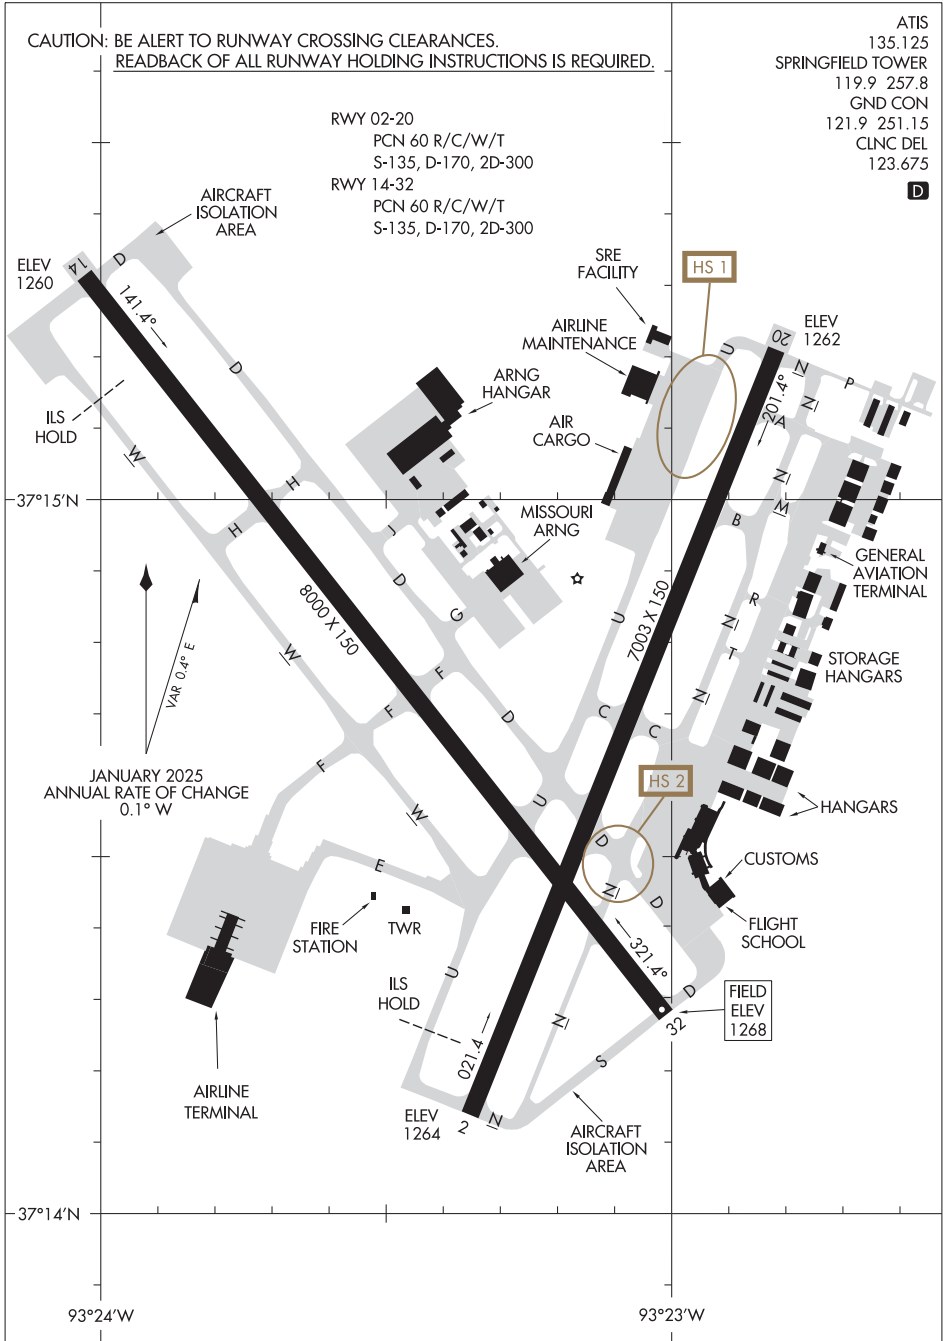 CAUTION: BE ALERT TO RUNWAY CROSSING CLEARANCES.
READBACK OF ALL RUNWAY HOLDING INSTRUCTIONS IS REQUIRED.
ATIS
135.125
SPRINGFIELD TOWER
119.9 257.8
GND CON
121.9 251.15
CLNC DEL
123.675
D
RWY 02-20
PCN 60 R/C/W/T
S-135, D-170, 2D-300
RWY 14-32
PCN 60 R/C/W/T
S-135, D-170, 2D-300
AIRCRAFT
ISOLATION
AREA
ELEV
1260
14
D
141.4°
D
ILS
HOLD
W
H
H
SRE
FACILITY
HS 1
AIRLINE
MAINTENANCE
ARNG
HANGAR
AIR
CARGO
U
20
ELEV
1262
N
P
N
201.4°
A
N
M
B
37°15'N
MISSOURI
ARNG
J
D
G
GENERAL
AVIATION
TERMINAL
8000 X 150
7003 X 150
U
R
N
T
N
STORAGE
HANGARS
VAR 0.4° E
W
F
F
D
C
C
F
JANUARY 2025
ANNUAL RATE OF CHANGE
0.1° W
HS 2
HANGARS
W
U
D
E
N
D
CUSTOMS
FLIGHT
SCHOOL
FIRE
STATION
TWR
321.4°
U
ILS
HOLD
D
FIELD
ELEV
1268
32
N
S
021.4
AIRLINE
TERMINAL
ELEV
1264
2
N
AIRCRAFT
ISOLATION
AREA
37°14'N
93°24'W
93°23'W